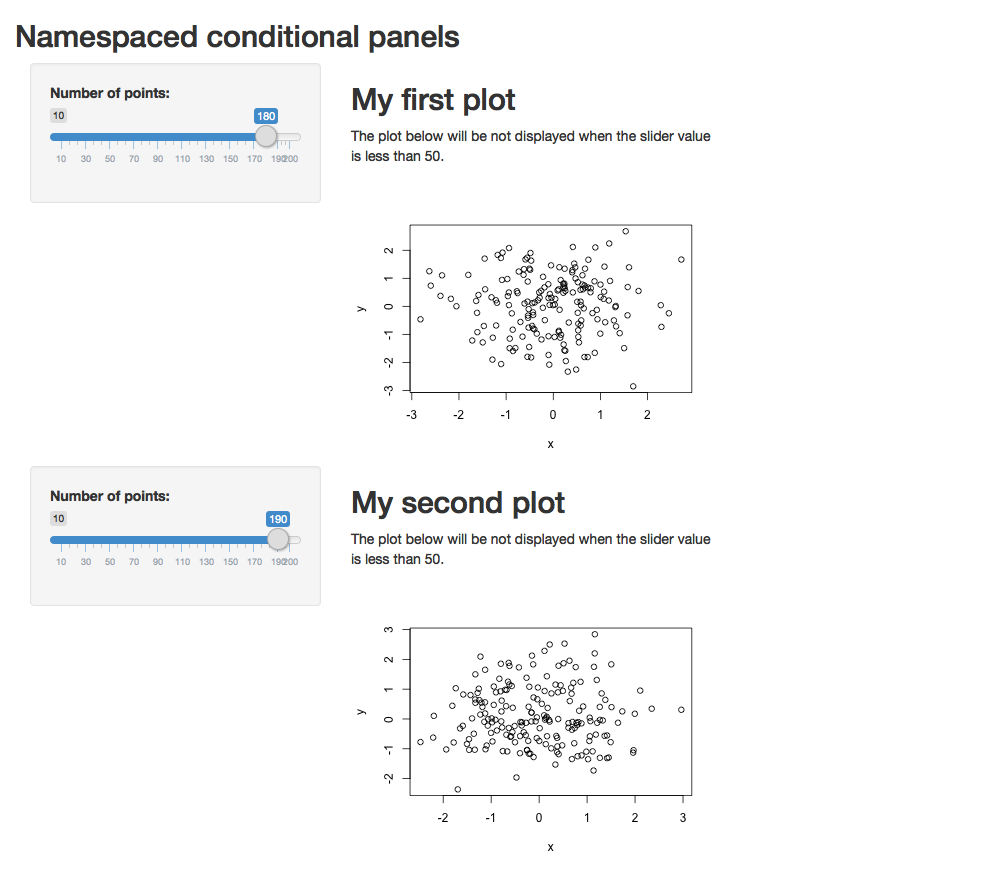 Namespaced conditional panels
Number of points:
10 180
10 30 50 70 90 110 130 150 170 190200
My first plot
The plot below will be not displayed when the slider value
is less than 50.
2
1
0
-1
-2
-3
y
-3 -2 -1 0 1 2
x
Number of points:
10 190
10 30 50 70 90 110 130 150 170 190200
My second plot
The plot below will be not displayed when the slider value
is less than 50.
3
2
1
0
-1
-2
y
-2 -1 0 1 2 3
x